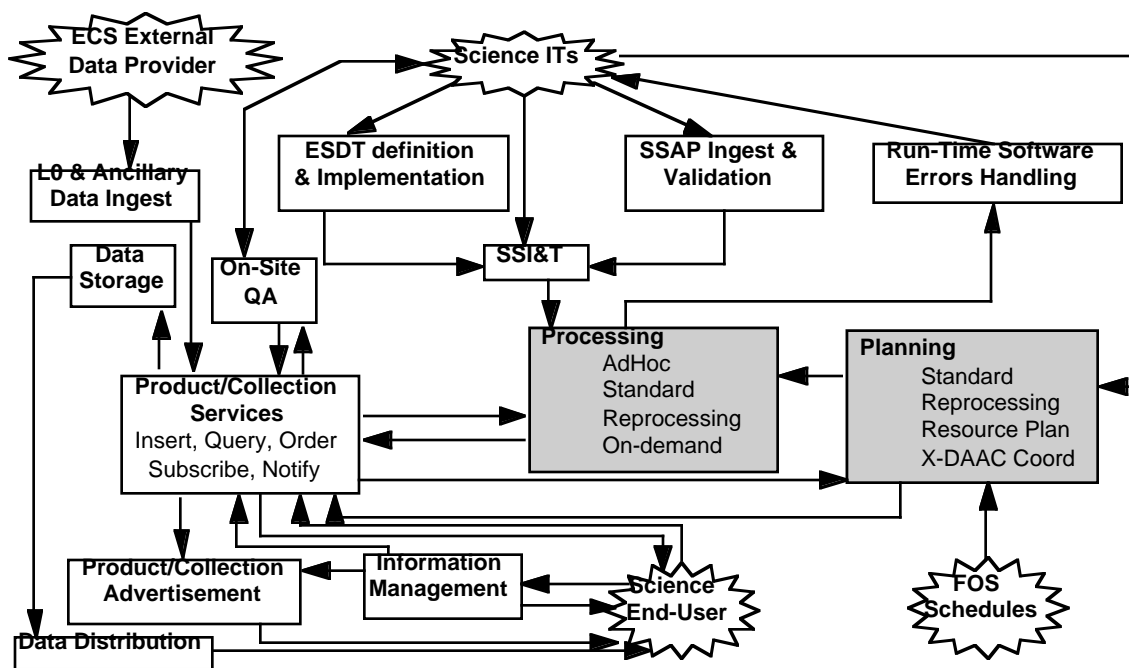 ECS External
Data Provider
Science ITs
ESDT definition
& Implementation
SSAP Ingest &
Validation
Run-Time Software
Errors Handling
L0 & Ancillary
Data Ingest
Data
Storage
On-Site
QA
SSI&T
Processing
AdHoc
Standard
Reprocessing
On-demand
Planning
Standard
Reprocessing
Resource Plan
X-DAAC Coord
Product/Collection
Services
Insert, Query, Order
Subscribe, Notify
Product/Collection
Advertisement
Information
Management
Science
End-User
FOS
Schedules
Data Distribution